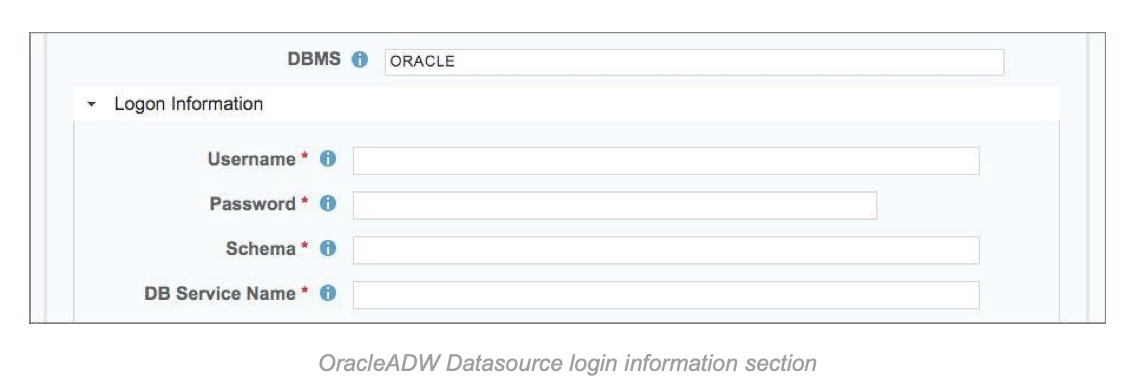 DBMS ORACLE
Logon Information
Username *
Password *
Schema *
DB Service Name *
OracleADW Datasource login information section